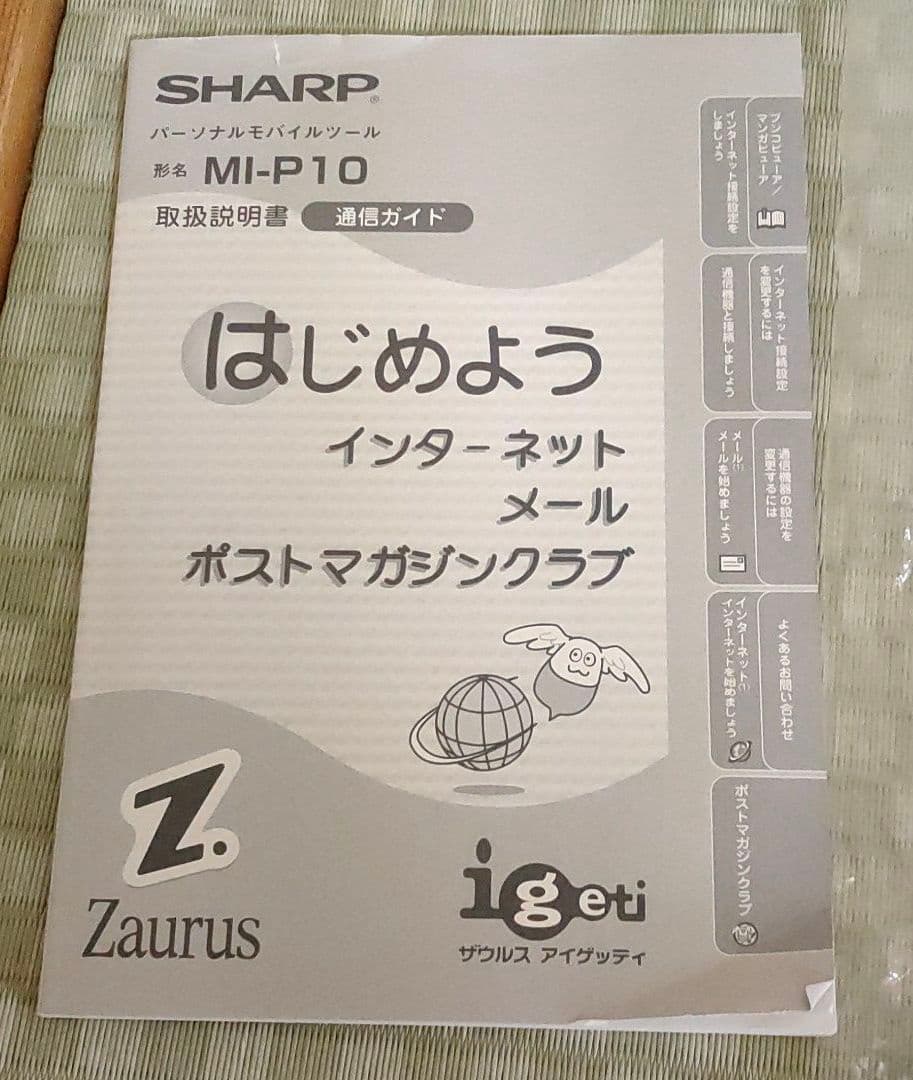 SHARP®
パーソナルモバイルツール
形名 MI-P10
取扱説明書 通信ガイド
はじめよう
インターネット
メール
ポストマガジンクラブ
Z.
Zaurus
igeti
ザウルス アイゲッティ
ブンコビューア/
マンガビューア
インターネット接続設定を
しましょう
インターネット接続設定
を変更するには
通信機器と接続しましょう
通信機器の設定を
変更するには
メール(1)
メールを始めましょう
よくあるお問い合わせ
インターネット(1)
インターネットを始めましょう
ポストマガジンクラブ